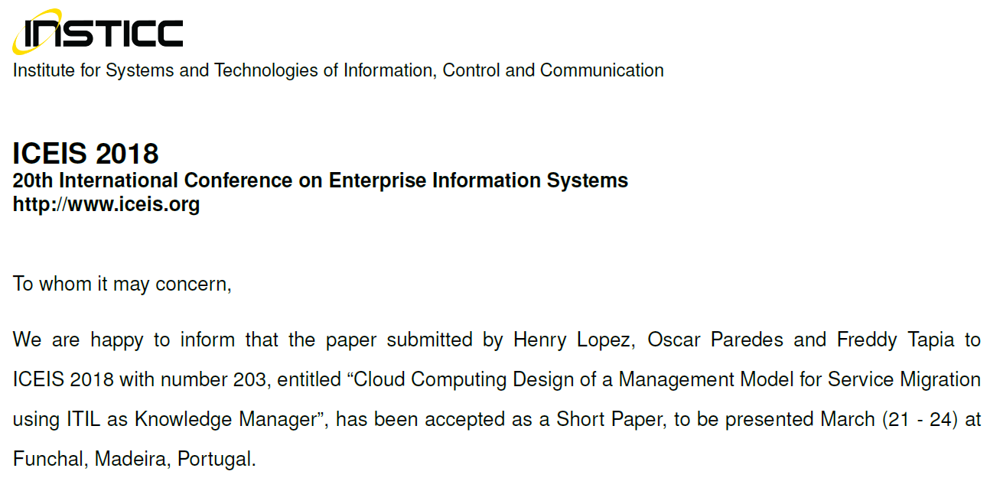 INSTICC
Institute for Systems and Technologies of Information, Control and Communication
ICEIS 2018
20th International Conference on Enterprise Information Systems
http://www.iceis.org
To whom it may concern,
We are happy to inform that the paper submitted by Henry Lopez, Oscar Paredes and Freddy Tapia to
ICEIS 2018 with number 203, entitled “Cloud Computing Design of a Management Model for Service Migration
using ITIL as Knowledge Manager”, has been accepted as a Short Paper, to be presented March (21 - 24) at
Funchal, Madeira, Portugal.